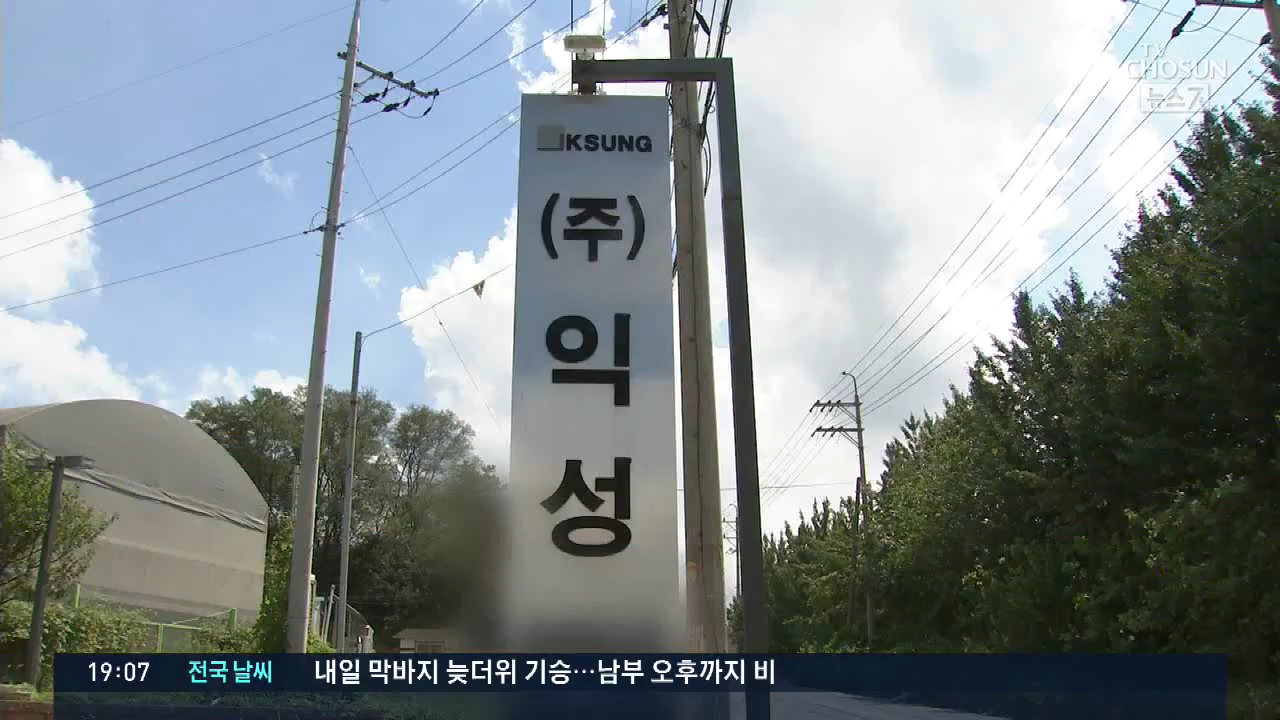 TV
CHOSUN
뉴스7
IKSUNG
(주)
익
성
19:07 전국 날씨 내일 막바지 늦더위 기승…남부 오후까지 비